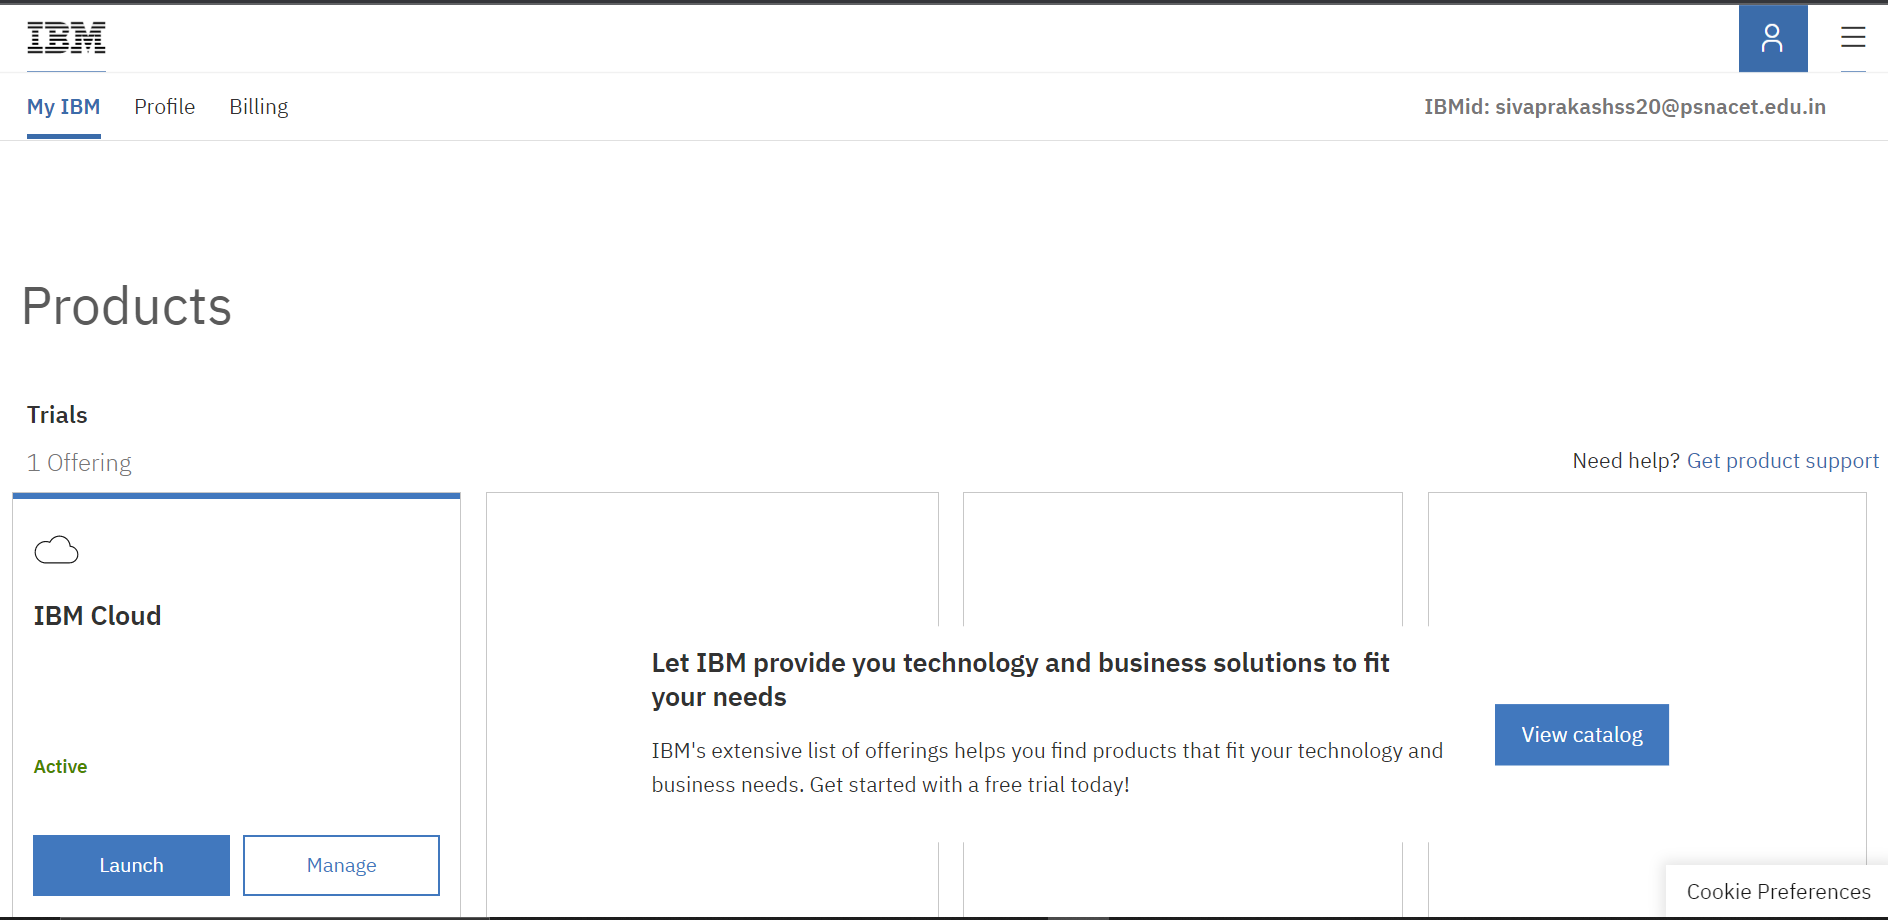 IBM
My IBM Profile Billing IBMid: sivaprakashss20@psnacet.edu.in
Products
Trials
1 Offering
Need help? Get product support
IBM Cloud
Active
Launch Manage
Let IBM provide you technology and business solutions to fit
your needs
IBM's extensive list of offerings helps you find products that fit your technology and
business needs. Get started with a free trial today!
View catalog
Cookie Preferences